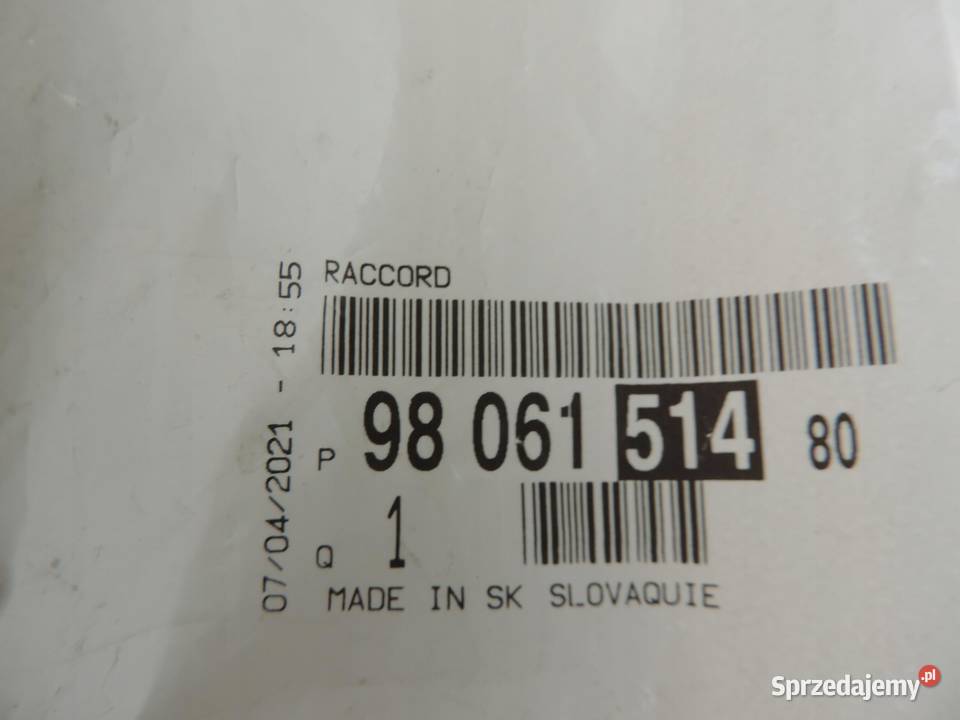 RACCORD
07/04/2021 - 18:55
P 98 061 514 80
Q 1
MADE IN SK SLOVAQUIE
Sprzedajemy.pl